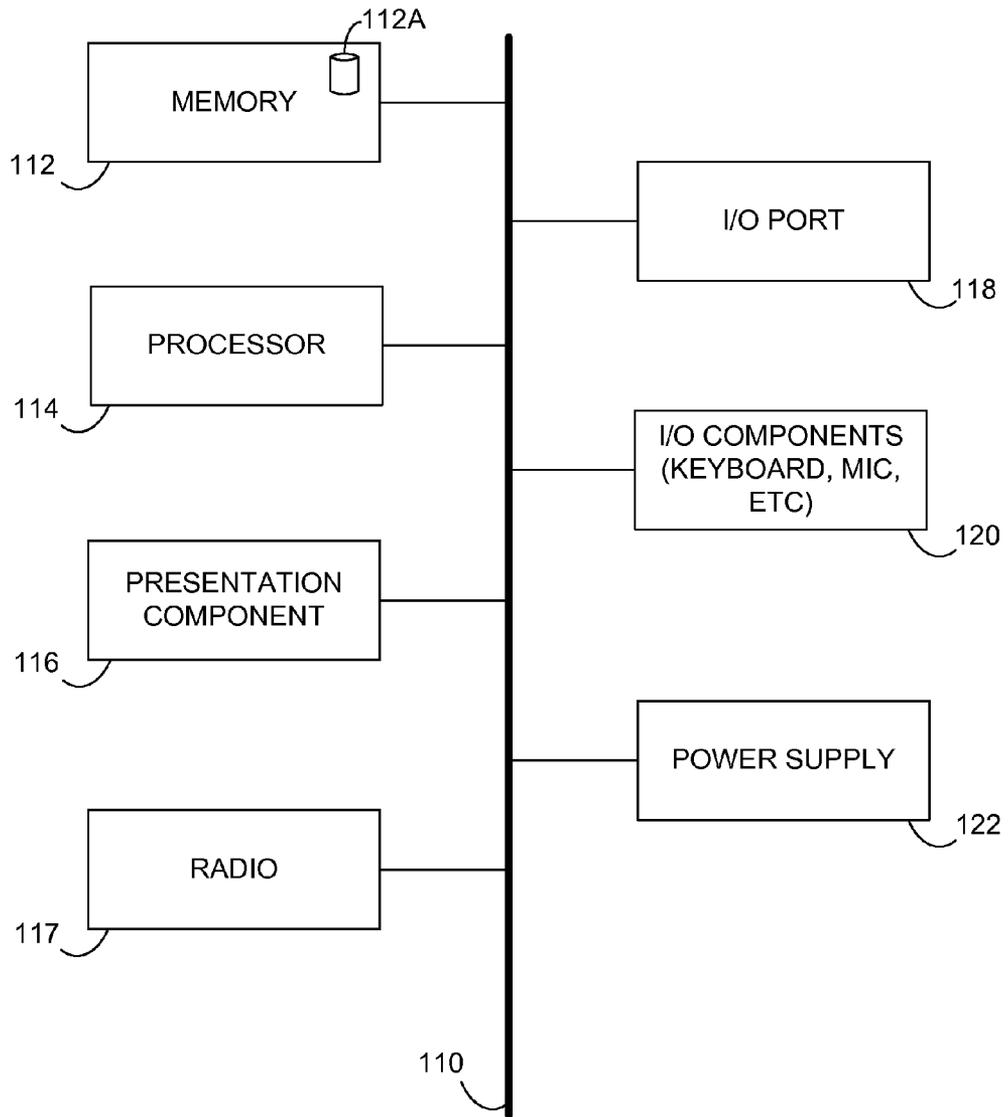 112A
MEMORY
112
I/O PORT
118
PROCESSOR
114
I/O COMPONENTS
(KEYBOARD, MIC,
ETC)
120
PRESENTATION
COMPONENT
116
POWER SUPPLY
122
RADIO
117
110